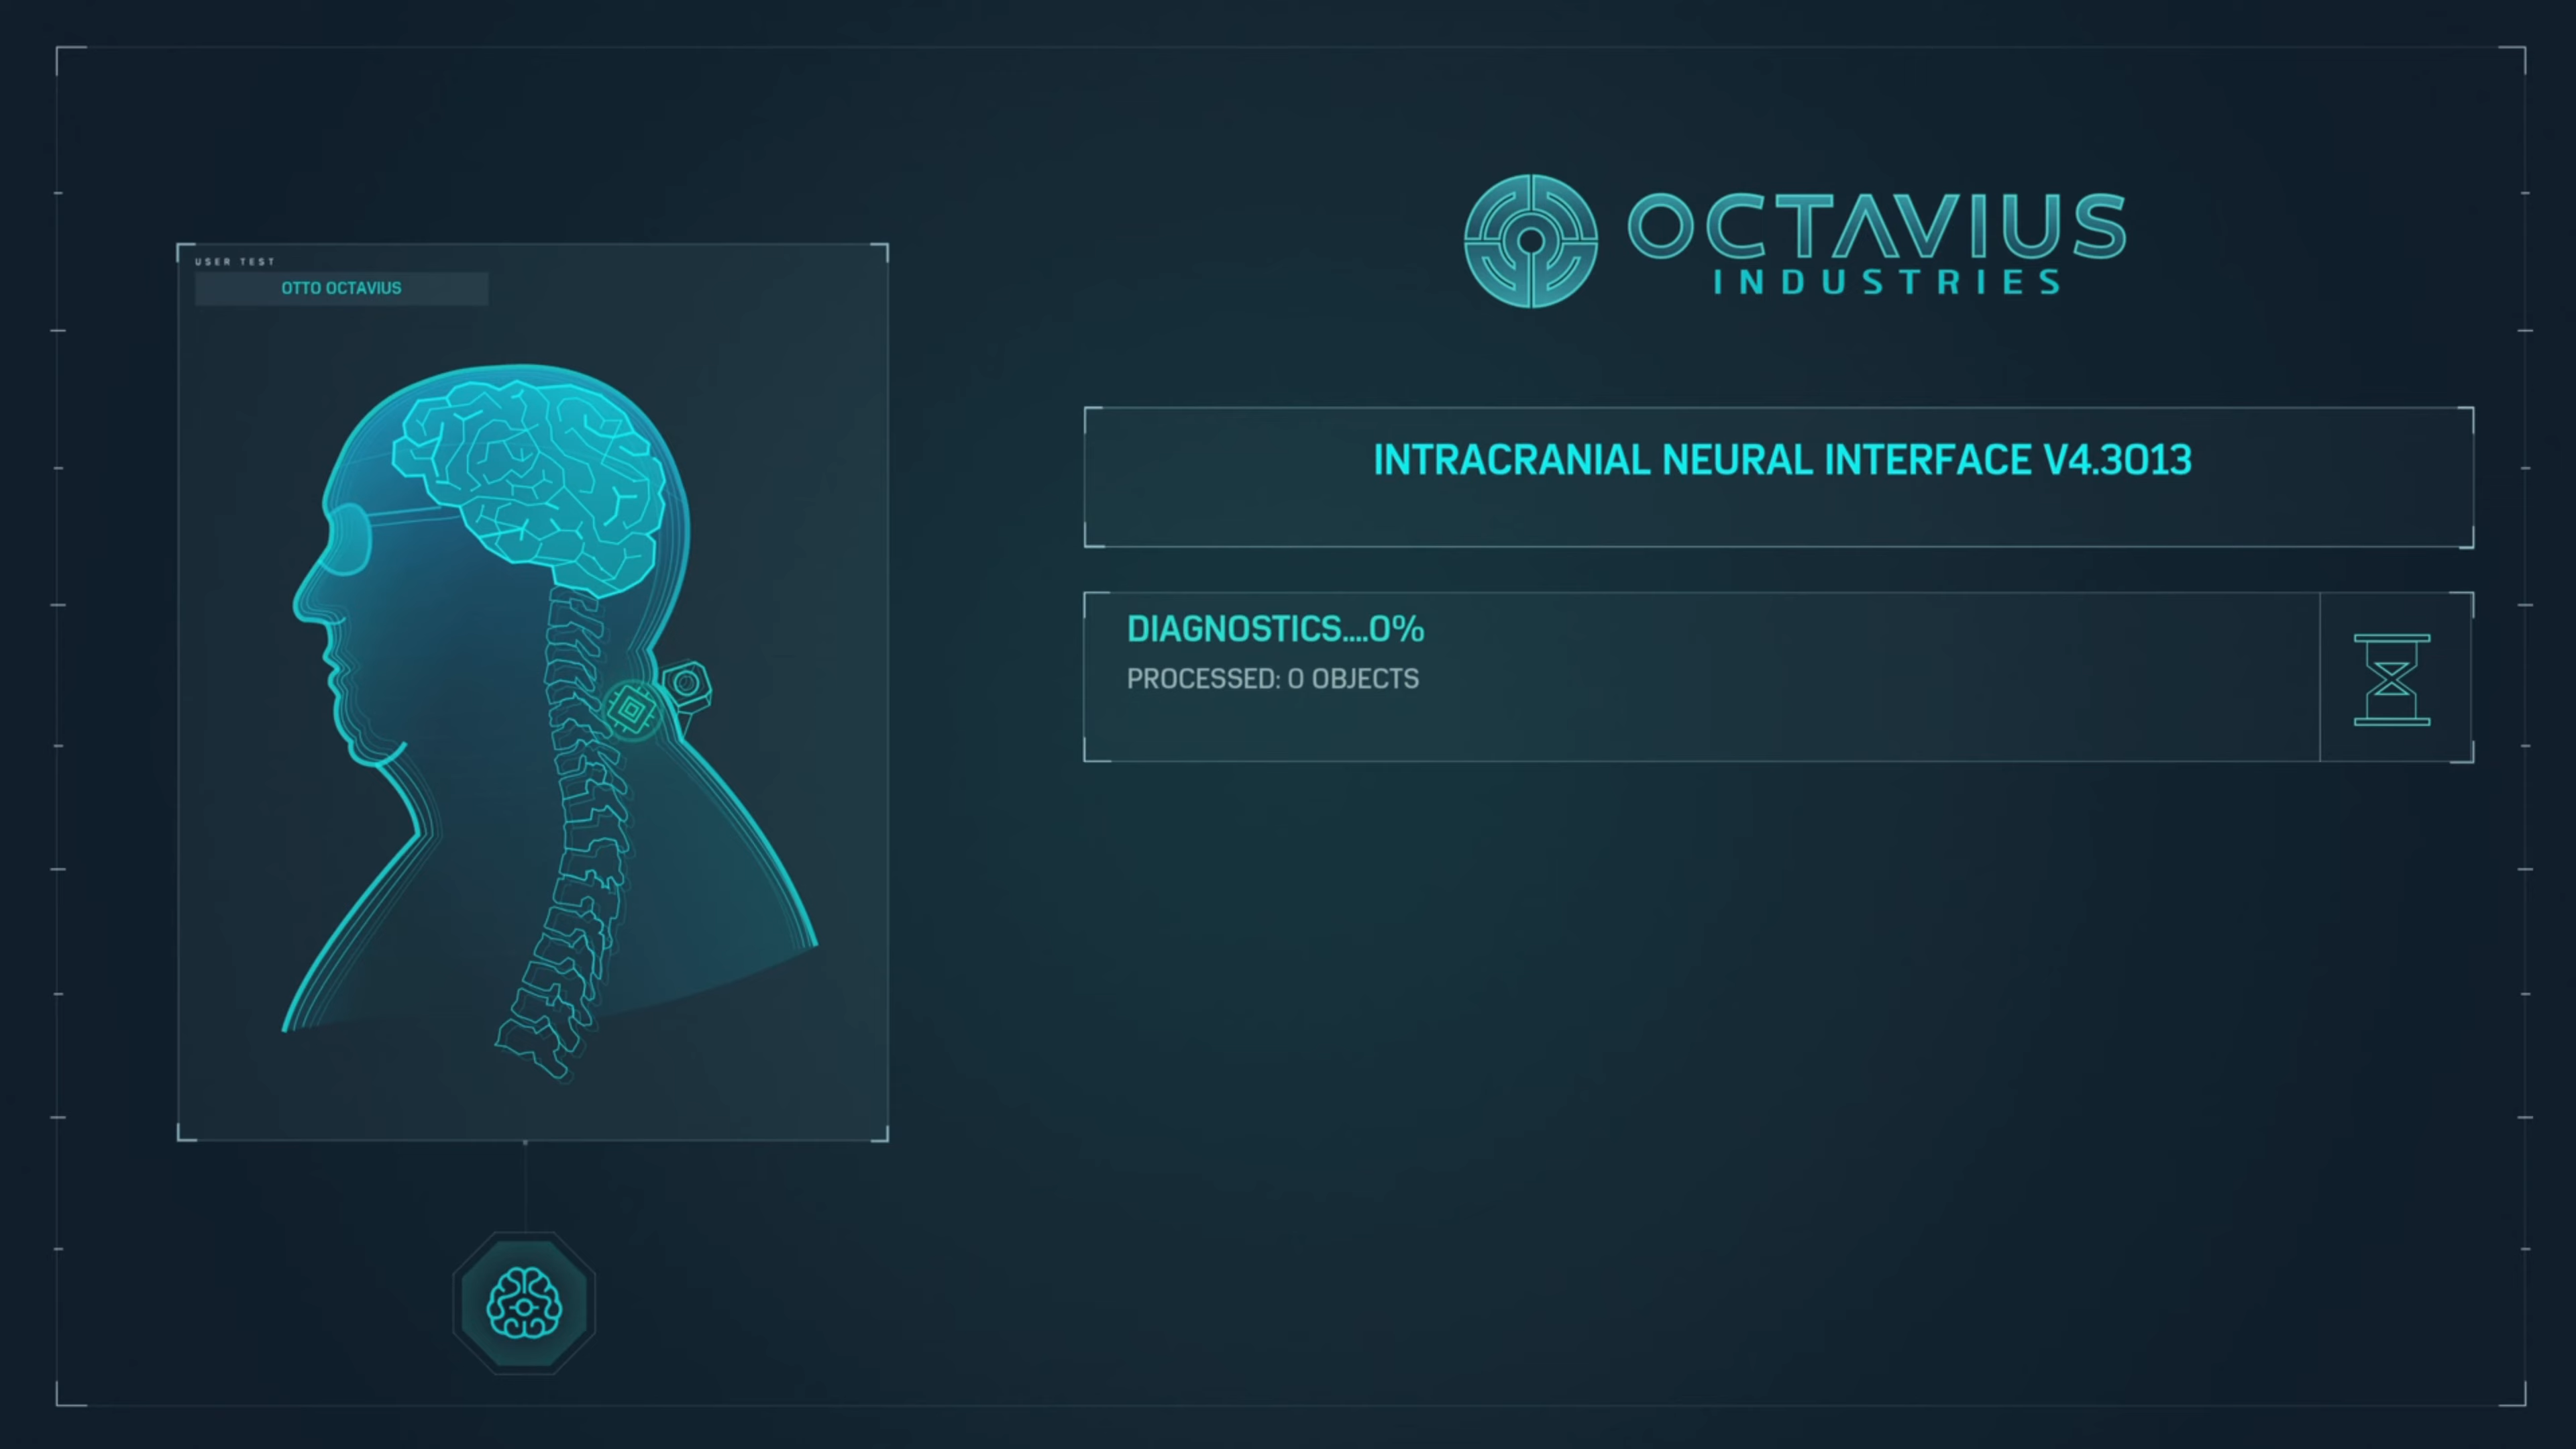 USER TEST
OTTO OCTAVIUS
OCTAVIUS
INDUSTRIES
INTRACRANIAL NEURAL INTERFACE V4.3013
DIAGNOSTICS....0%
PROCESSED: 0 OBJECTS